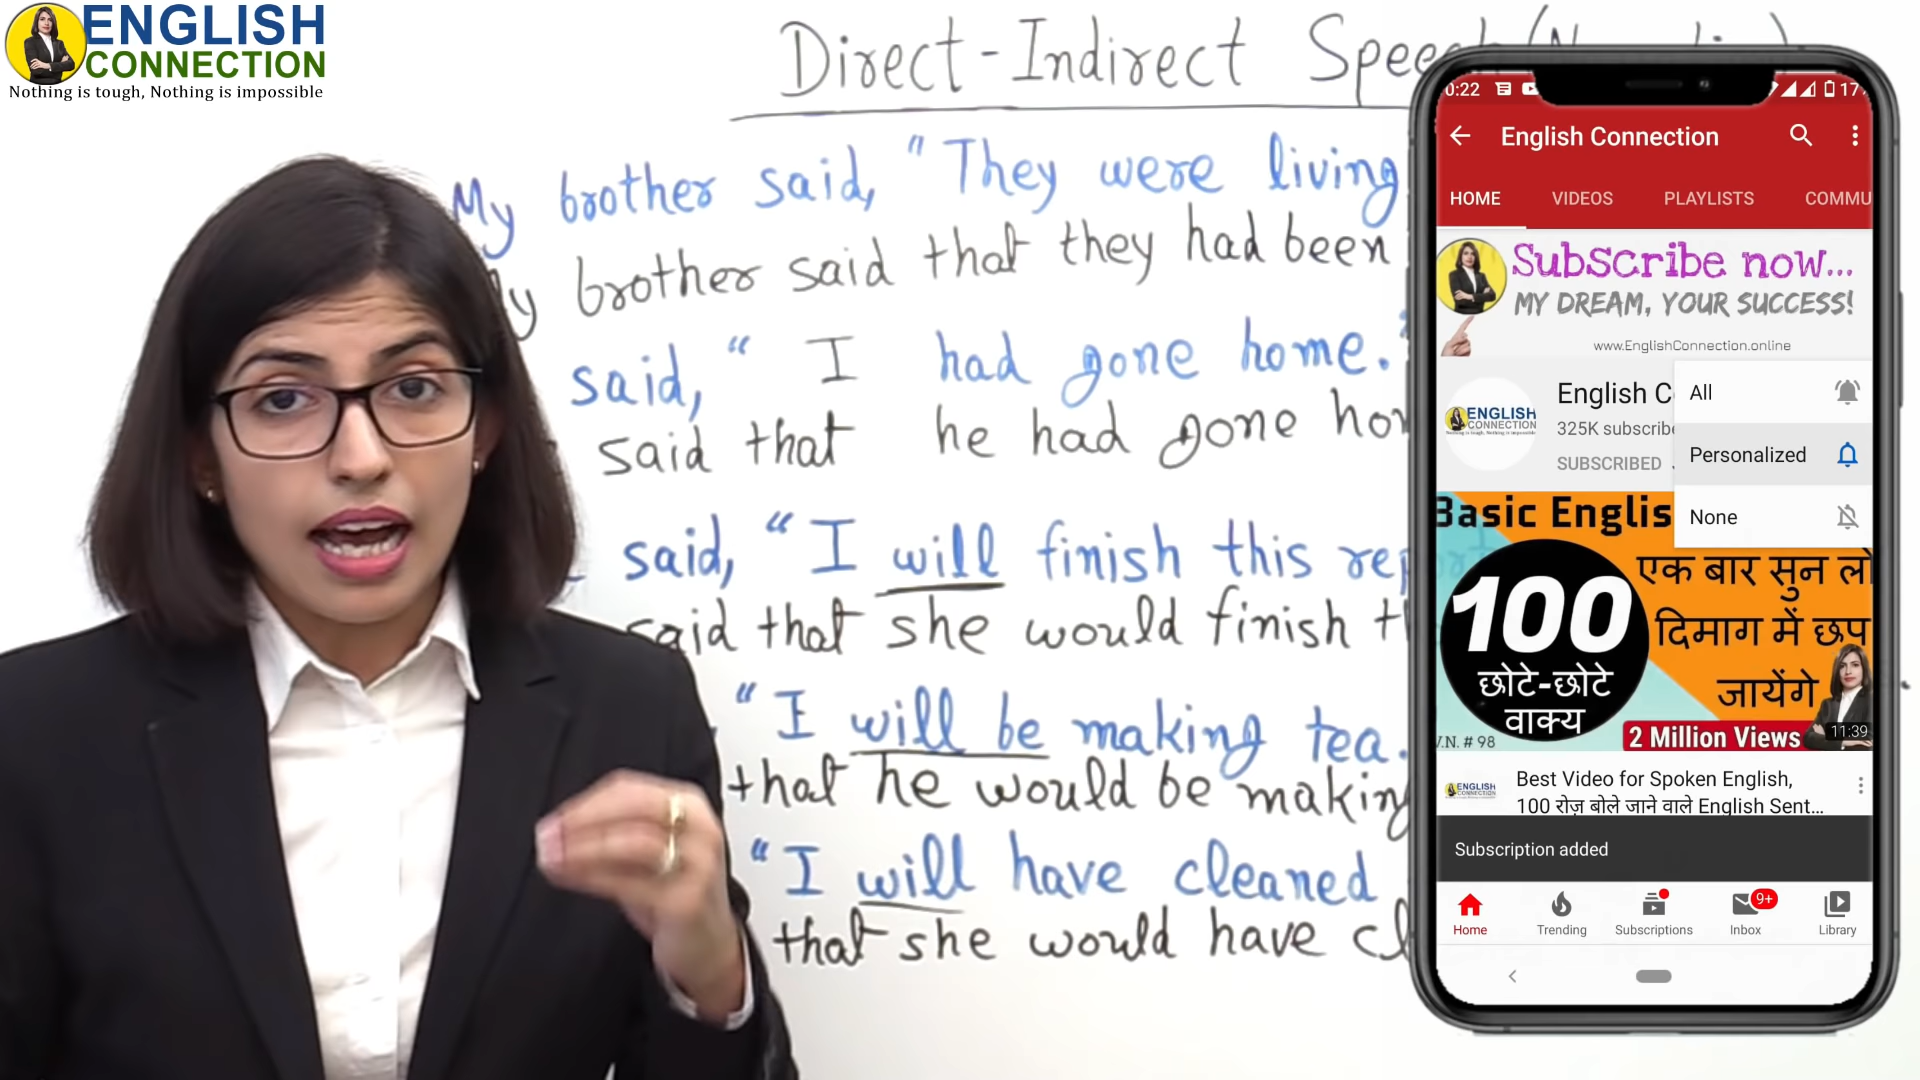 ENGLISH
CONNECTION
Nothing is tough, Nothing is impossible
Direct-Indirect
My brother said, "They were living
brother said that they had been
said, " I had gone home."
said that he had gone
said, "I will finish this
said that she would finish
"I will be making tea.
that he would be making
"I will have cleaned
that she would have
0:22
17
English Connection
HOME VIDEOS PLAYLISTS COMMU
Subscribe now...
MY DREAM, YOUR SUCCESS!
www.EnglishConnection.online
ENGLISH
CONNECTION
English C
325K subscribe
SUBSCRIBED
All
Personalized
None
Basic Englis
100
छोटे-छोटे
वाक्य
एक बार सुन लो
दिमाग में छप
जायेंगे
V.N. # 98
2 Million Views
11:39
Best Video for Spoken English,
100 रोज़ बोले जाने वाले English Sent...
Subscription added
9+
Home Trending Subscriptions Inbox Library